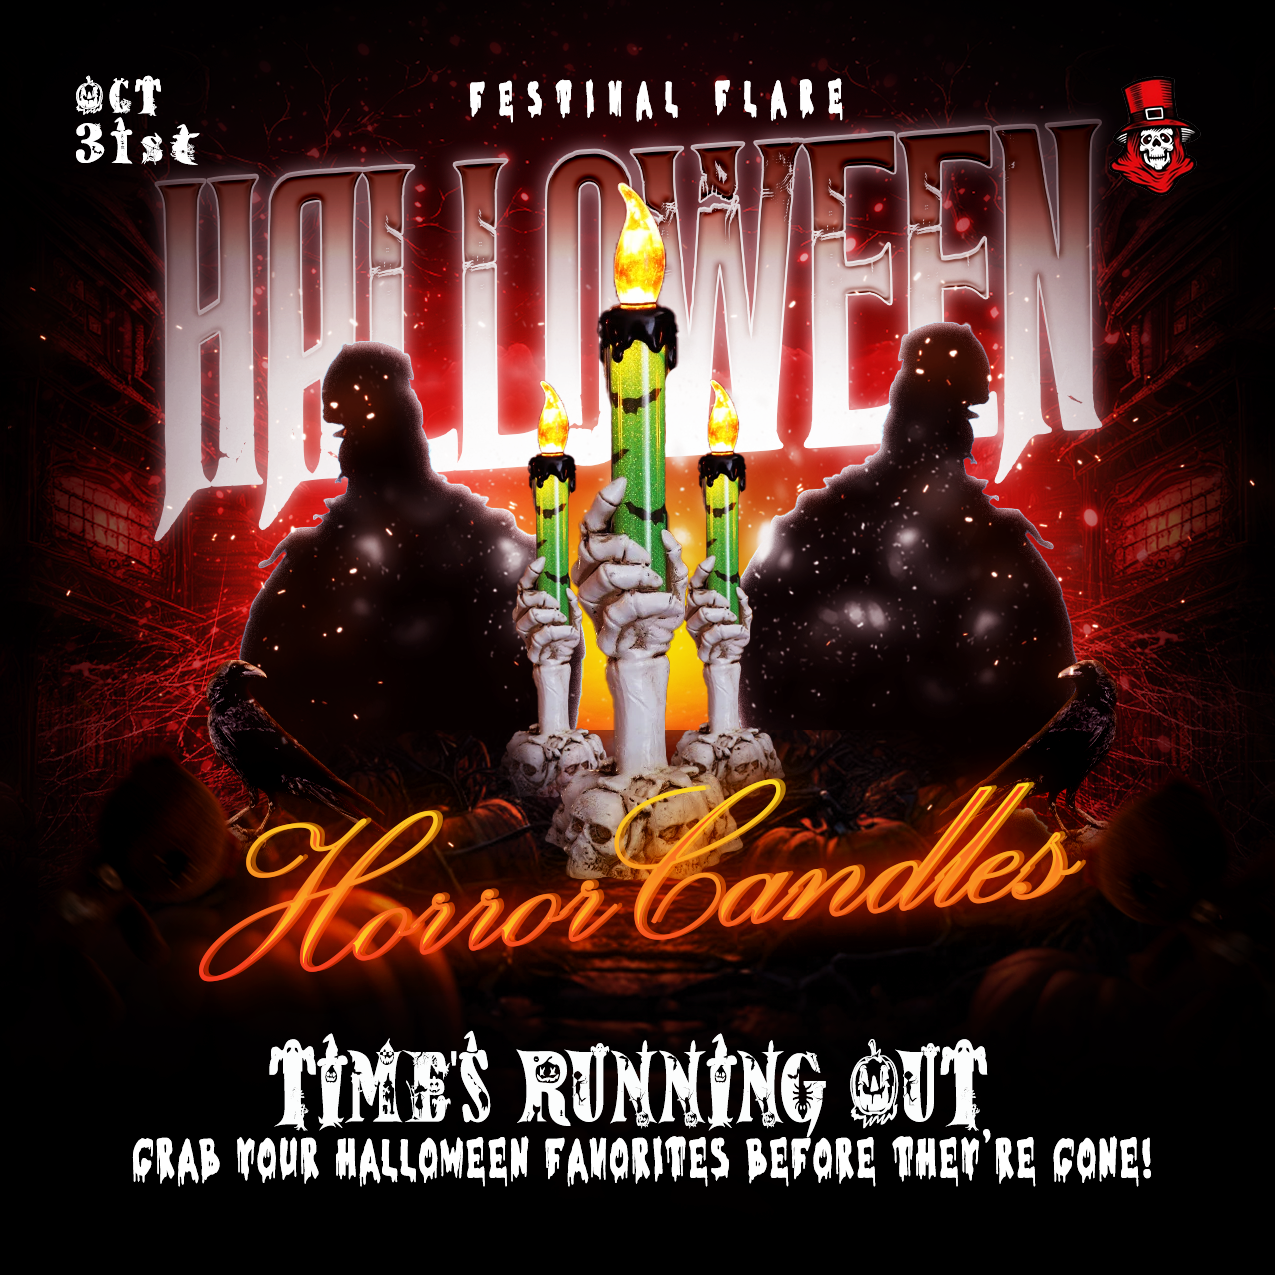 OCT
31st
FESTIVAL FLARE
HALLOWEEN
Horror Candles
TIME'S RUNNING OUT
GRAB YOUR HALLOWEEN FAVORITES BEFORE THEY'RE GONE!